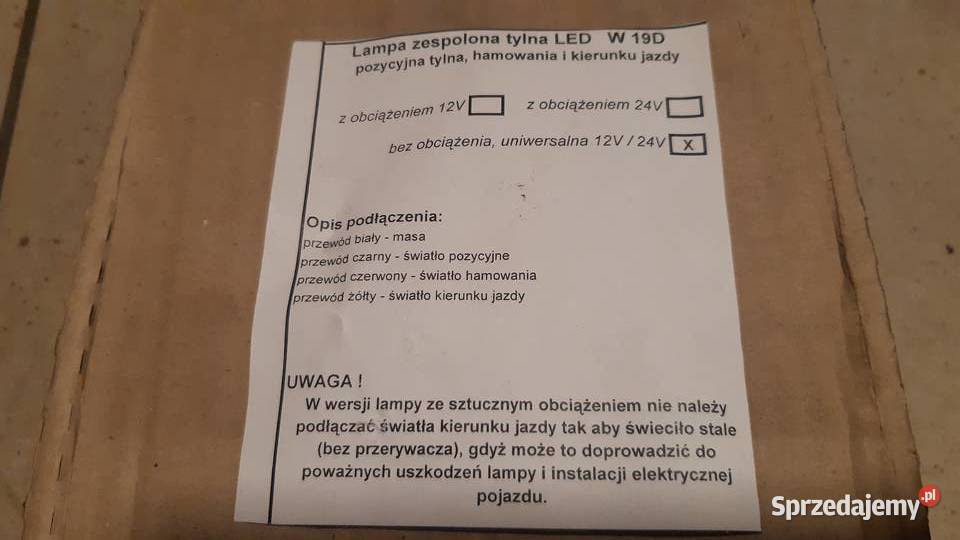 Lampa zespolona tylna LED W 19D
pozycyjna tylna, hamowania i kierunku jazdy
z obciążeniem 12V z obciążeniem 24V
bez obciążenia, uniwersalna 12V / 24V X
Opis podłączenia:
przewód biały - masa
przewód czarny - światło pozycyjne
przewód czerwony - światło hamowania
przewód żółty - światło kierunku jazdy
UWAGA !
W wersji lampy ze sztucznym obciążeniem nie należy
podłączać światła kierunku jazdy tak aby świeciło stale
(bez przerywacza), gdyż może to doprowadzić do
poważnych uszkodzeń lampy i instalacji elektrycznej
pojazdu.
Sprzedajemy.pl